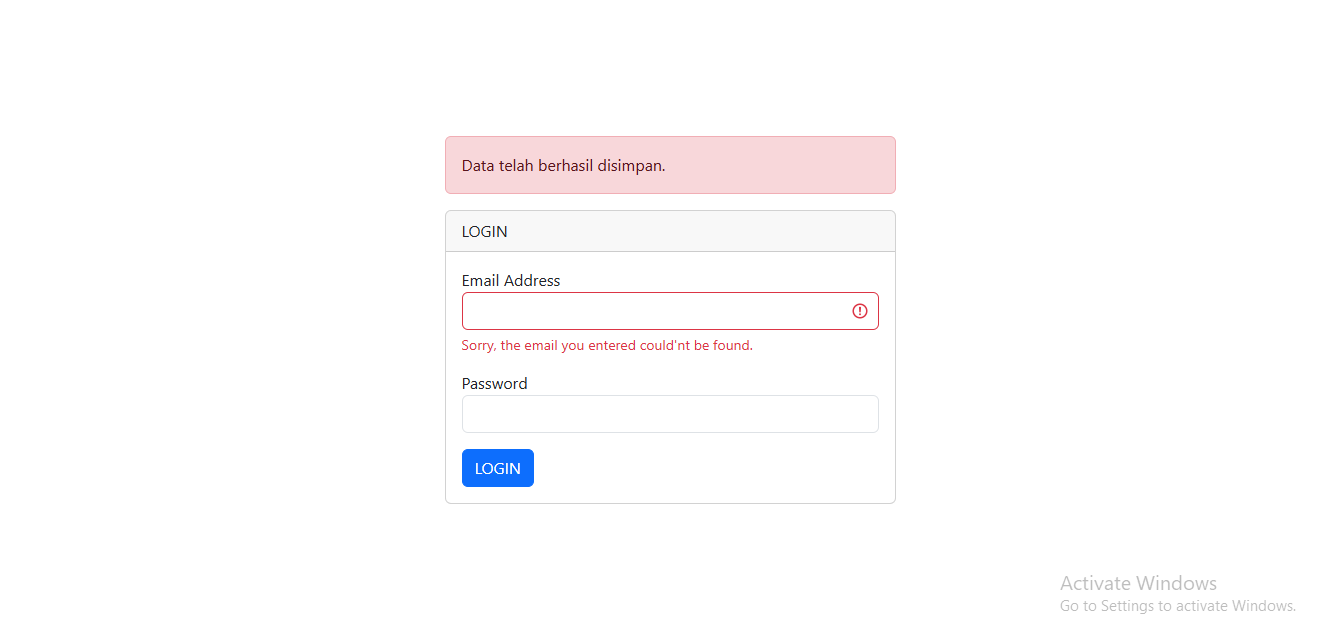 Data telah berhasil disimpan.
LOGIN
Email Address
Sorry, the email you entered could'nt be found.
Password
LOGIN
Activate Windows
Go to Settings to activate Windows.